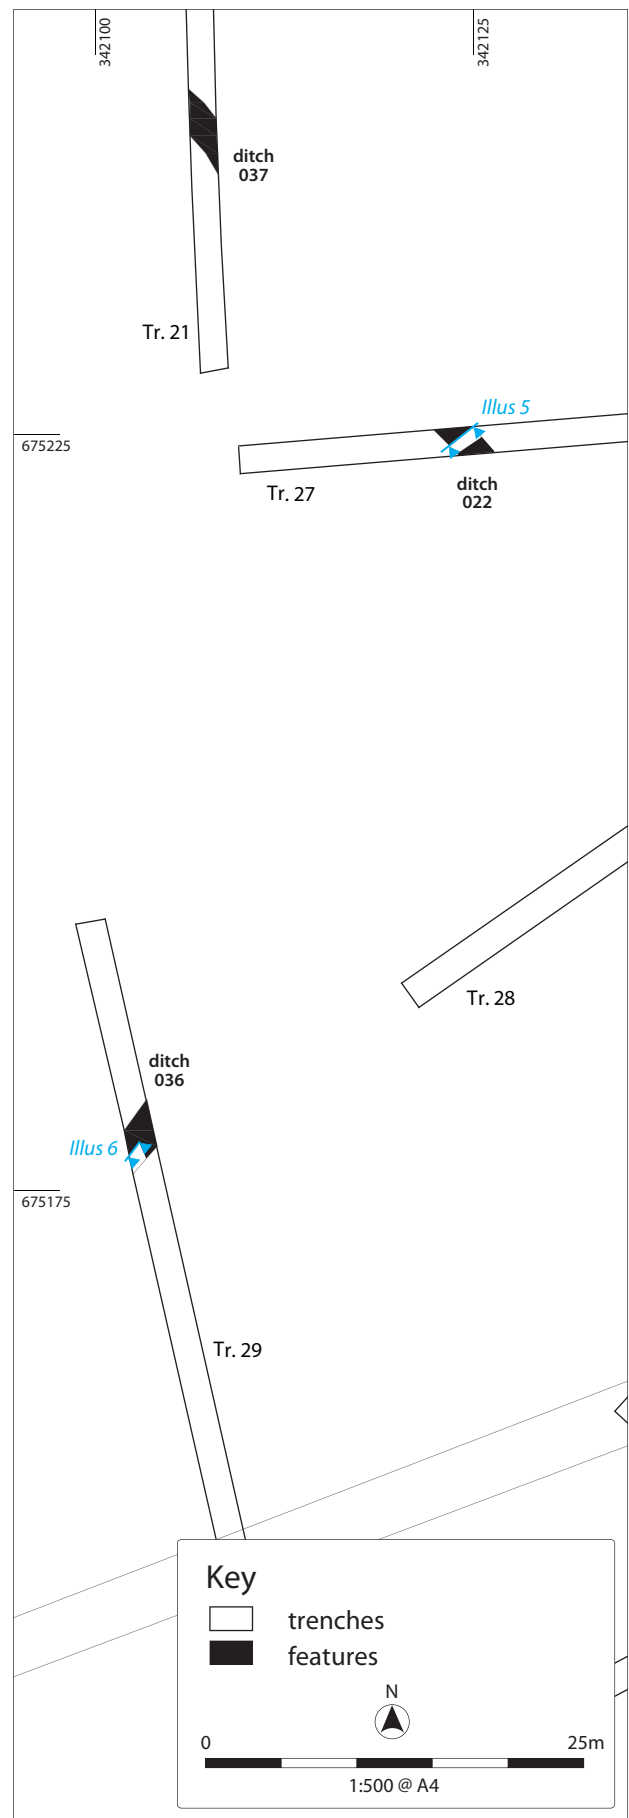 342100
342125
ditch
037
Tr. 21
Illus 5
675225
ditch
022
Tr. 27
Tr. 28
ditch
036
Illus 6
675175
Tr. 29
Key
trenches
features
N
0 25m
1:500 @ A4